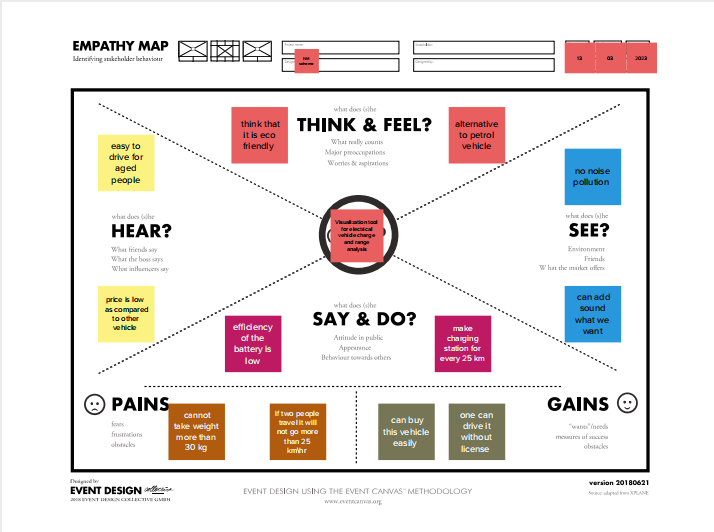 EMPATHY MAP
Identifying stakeholder behaviour
13
03
2023
what does (s)he
THINK & FEEL?
What really counts
Major preoccupations
Worries & aspirations
think that
it is eco
friendly
alternative
to petrol
vehicle
easy to
drive for
aged
people
no noise
pollution
what does (s)he
HEAR?
What friends say
What the boss says
What influencers say
Visualization tool
for electrical
vehicle charge
and range
analysis
what does (s)he
SEE?
Environment
Friends
W hat the market offers
price is low
as compared
to other
vehicle
can add
sound
what we
want
what does (s)he
SAY & DO?
Attitude in public
Appearance
Behaviour towards others
efficiency
of the
battery is
low
make
charging
station for
every 25 km
PAINS
fears
frustrations
obstacles
cannot
take weight
more than
30 kg
if two people
travel it will
not go more
than 25
km/hr
can buy
this vehicle
easily
one can
drive it
without
license
GAINS
"wants"/needs
measures of success
obstacles
Designed by
EVENT DESIGN collective
2018 EVENT DESIGN COLLECTIVE GMBH
EVENT DESIGN USING THE EVENT CANVAS™ METHODOLOGY
www.eventcanvas.org
version 20180621
Source: adapted from XPLANE